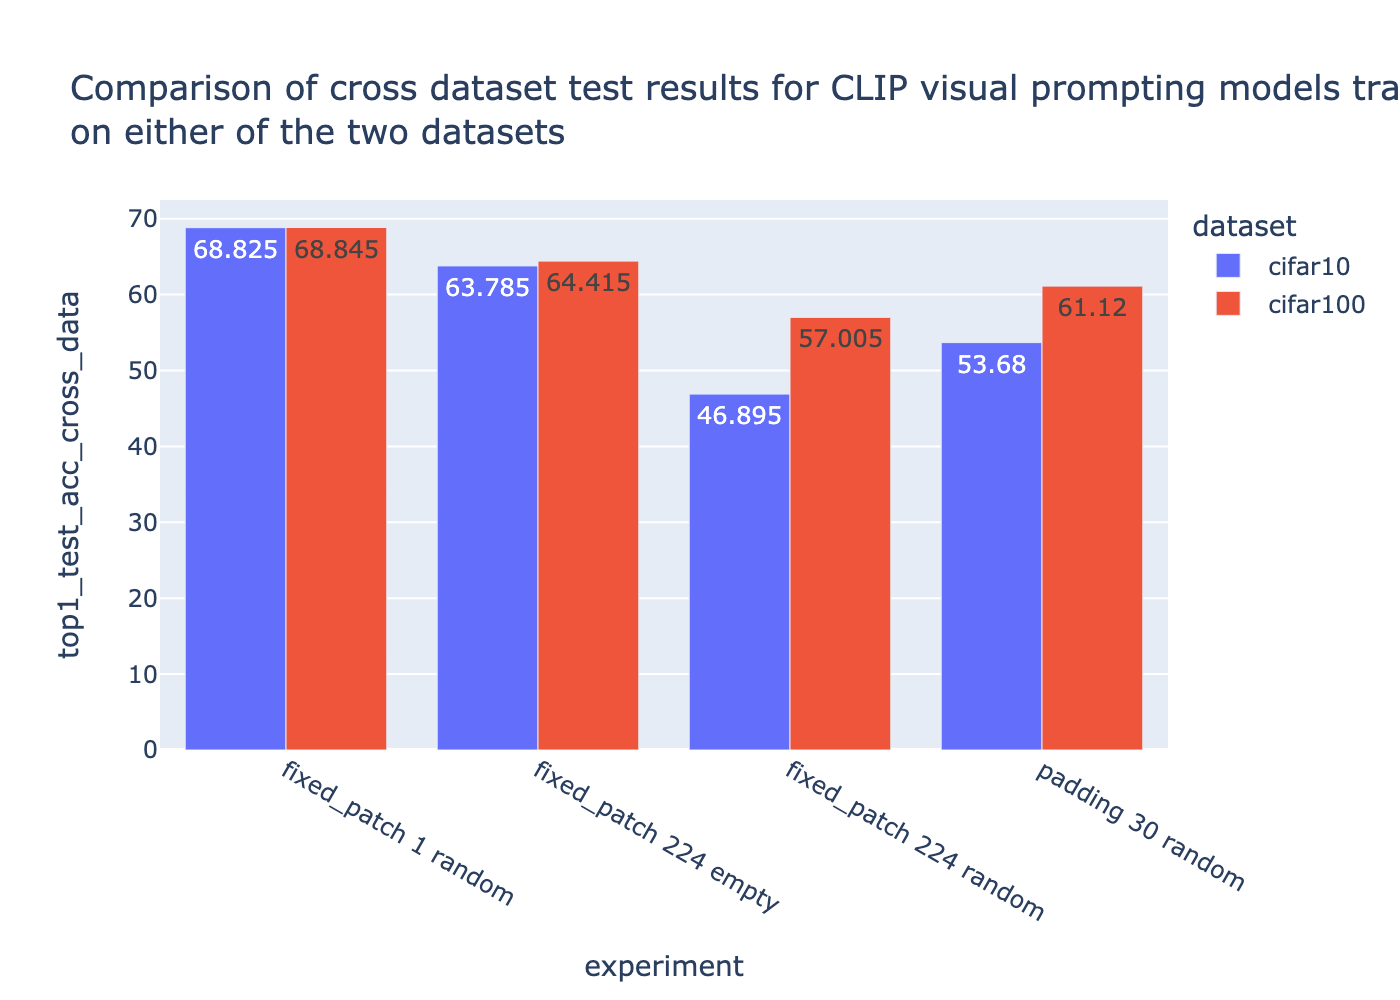 Comparison of cross dataset test results for CLIP visual prompting models tra
on either of the two datasets
dataset
cifar10
cifar100
top1_test_acc_cross_data
70
60
50
40
30
20
10
0
68.825
68.845
63.785
64.415
46.895
57.005
53.68
61.12
fixed_patch 1 random
fixed_patch 224 empty
fixed_patch 224 random
padding 30 random
experiment